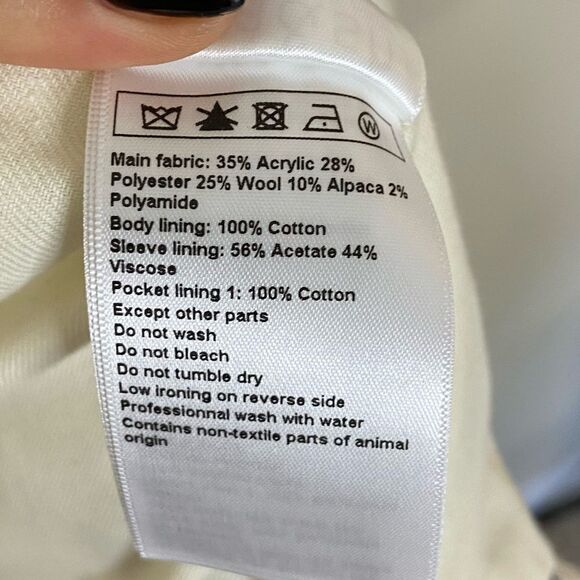 W
Main fabric: 35% Acrylic 28%
Polyester 25% Wool 10% Alpaca 2%
Polyamide
Body lining: 100% Cotton
Sleeve lining: 56% Acetate 44%
Viscose
Pocket lining 1: 100% Cotton
Except other parts
Do not wash
Do not bleach
Do not tumble dry
Low ironing on reverse side
Professionnal wash with water
Contains non-textile parts of animal
origin